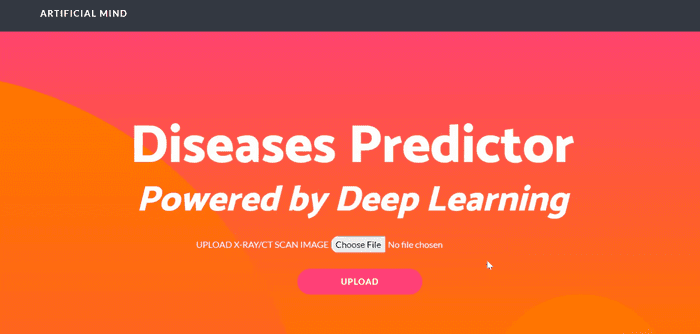 ARTIFICIAL MIND
Diseases Predictor
Powered by Deep Learning
UPLOAD X-RAY/CT SCAN IMAGE Choose File No file chosen
UPLOAD